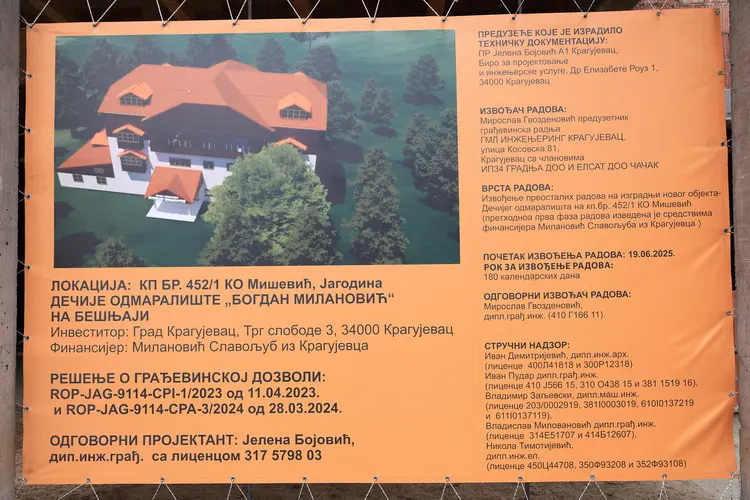 ЛОКАЦИЈА: КП БР. 452/1 КО Мишевић, Јагодина
ДЕЧИЈЕ ОДМАРАЛИШТЕ „БОГДАН МИЛАНОВИЋ“
НА БЕШЊАЈИ
Инвеститор: Град Крагујевац, Трг слободе 3, 34000 Крагујевац
Финансијер: Милановић Славољуб из Крагујевца
РЕШЕЊЕ О ГРАЂЕВИНСКОЈ ДОЗВОЛИ:
ROP-JAG-9114-CPI-1/2023 од 11.04.2023.
и ROP-JAG-9114-CPA-3/2024 од 28.03.2024.
ОДГОВОРНИ ПРОЈЕКТАНТ: Јелена Бојовић,
дип.инж.грађ. са лиценцом 317 5798 03
ПРЕДУЗЕЋЕ КОЈЕ ЈЕ ИЗРАДИЛО
ТЕХНИЧКУ ДОКУМЕНТАЦИЈУ:
ПР Јелена Бојовић А1 Крагујевац,
Биро за пројектовање
и инжењерске услуге, Др Елизабете Роуз 1,
34000 Крагујевац
ИЗВОЂАЧ РАДОВА:
Мирослав Гвозденовић предузетник
грађевинска радња
ГМЛ ИНЖЕЊЕРИНГ КРАГУЈЕВАЦ,
улица Косовска 81,
Крагујевац са члановима
ИП34 ГРАДЊА ДОО И ЕЛСАТ ДОО ЧАЧАК
ВРСТА РАДОВА:
Извођење преосталих радова на изградњи новог објекта-
Дечијег одмаралишта на кп.бр. 452/1 КО Мишевић
(претходноа прва фаза радова изведена је средствима
финансијера Милановић Славољуба из Крагујевца )
ПОЧЕТАК ИЗВОЂЕЊА РАДОВА: 19.06.2025.
РОК ЗА ИЗВОЂЕЊЕ РАДОВА:
180 календарских дана
ОДГОВОРНИ ИЗВОЂАЧ РАДОВА:
Мирослав Гвозденовић,
дипл.грађ.инж. (410 Г166 11).
СТРУЧНИ НАДЗОР:
Иван Димитријевић, дипл.инж.арх.
(лиценце 400Л41818 и 300Р12318)
Иван Пудар дипл.грађ.инж.
(лиценце 410 Ј566 15, 310 О438 15 и 381 1519 16),
Владимир Заљевски, дипл.маш.инж.
(лиценце 203/0002919, 381I0003019, 610I0137219
и 611I0137119),
Владислав Миловановић дипл.грађ.инж.
(лиценце 314Е51707 и 414Б12607),
Никола Тимотијевић,
дипл.инж.ел.
(лиценце 450Ц44708, 350Ф93208 и 352Ф93108)